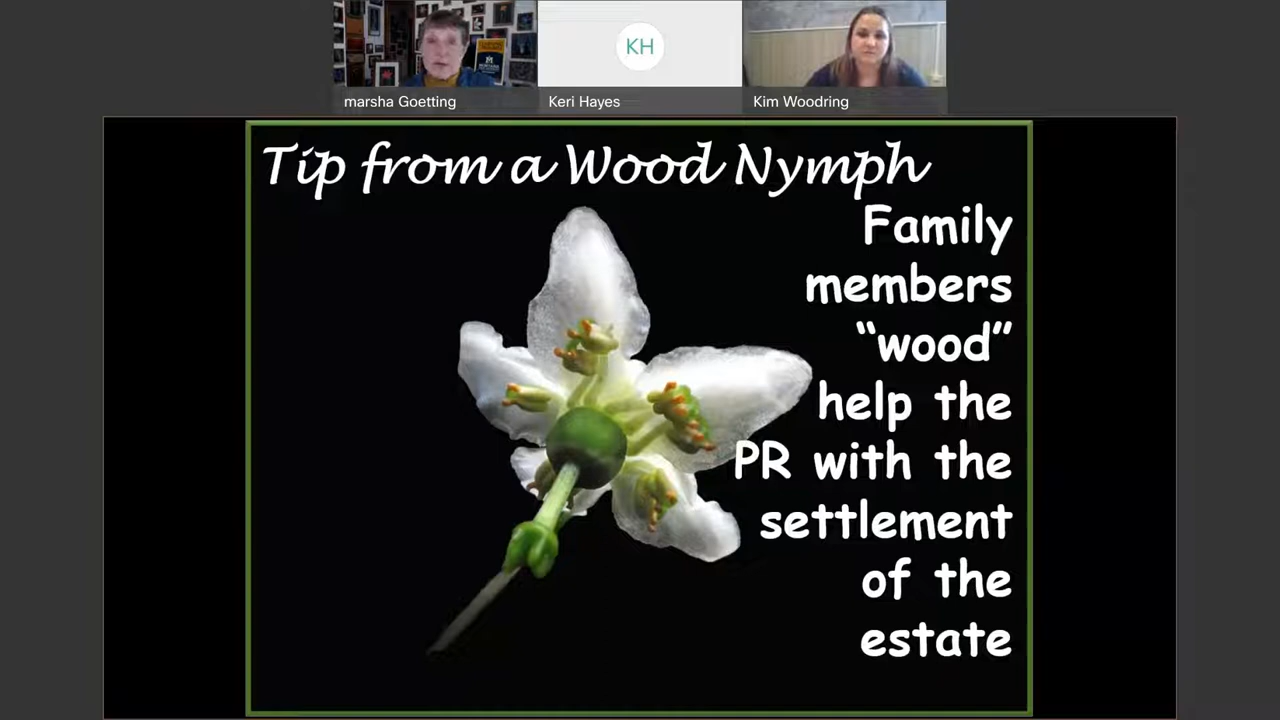 KH
marsha Goetting
Keri Hayes
Kim Woodring
Tip from a Wood Nymph
Family
members
“wood”
help the
PR with the
settlement
of the
estate